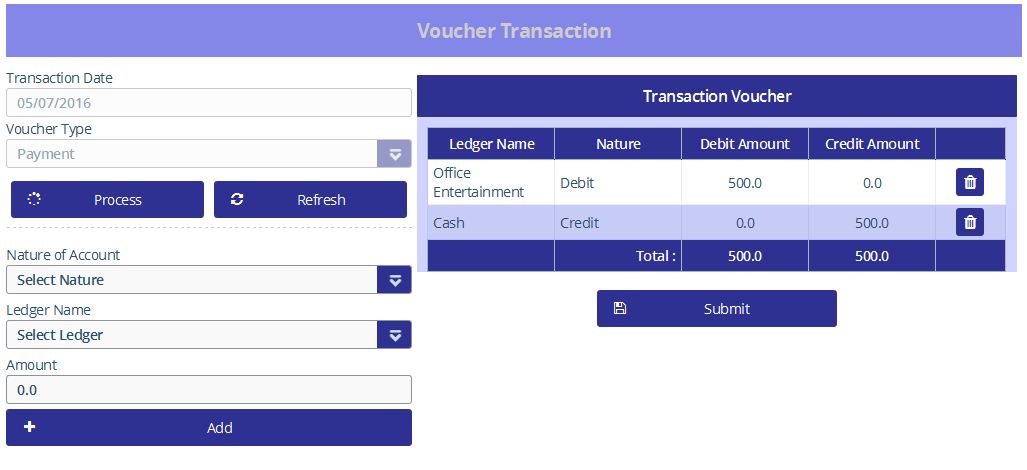 Voucher Transaction
Transaction Date
05/07/2016
Voucher Type
Payment
Process Refresh
Nature of Account
Select Nature
Ledger Name
Select Ledger
Amount
0.0
Add
Transaction Voucher
Ledger Name Nature Debit Amount Credit Amount
Office
Entertainment Debit 500.0 0.0
Cash Credit 0.0 500.0
Total : 500.0 500.0
Submit